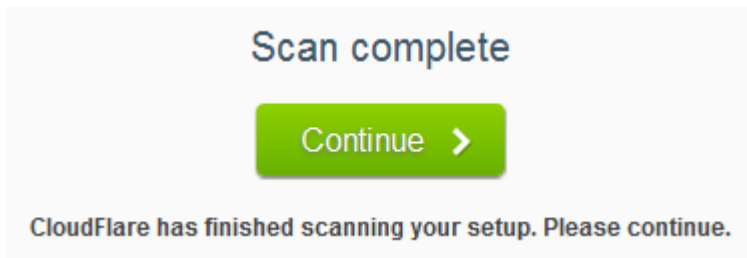 Scan complete
Continue
CloudFlare has finished scanning your setup. Please continue.